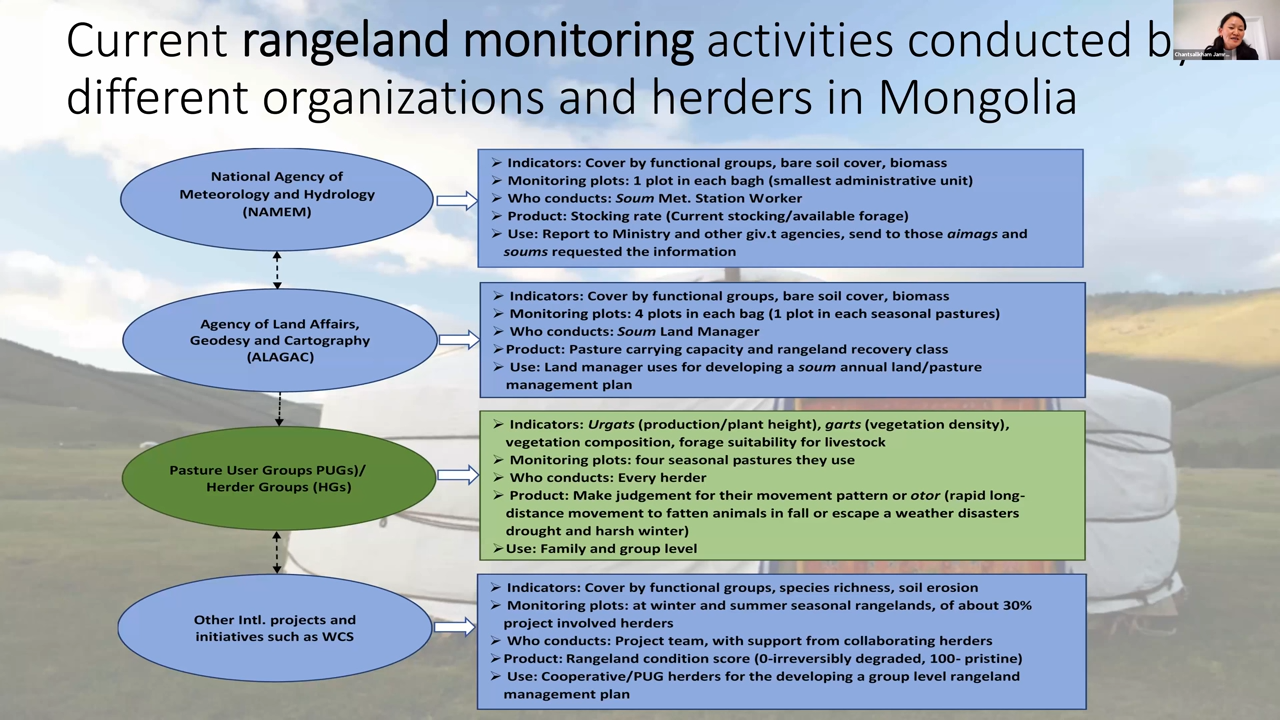 Current rangeland monitoring activities conducted by
different organizations and herders in Mongolia
National Agency of
Meteorology and Hydrology
(NAMEM)
➢ Indicators: Cover by functional groups, bare soil cover, biomass
➢ Monitoring plots: 1 plot in each bagh (smallest administrative unit)
➢ Who conducts: Soum Met. Station Worker
➢ Product: Stocking rate (Current stocking/available forage)
➢ Use: Report to Ministry and other giv.t agencies, send to those aimags and
soums requested the information
Agency of Land Affairs,
Geodesy and Cartography
(ALAGAC)
➢ Indicators: Cover by functional groups, bare soil cover, biomass
➢ Monitoring plots: 4 plots in each bag (1 plot in each seasonal pastures)
➢ Who conducts: Soum Land Manager
➢Product: Pasture carrying capacity and rangeland recovery class
➢ Use: Land manager uses for developing a soum annual land/pasture
management plan
Pasture User Groups PUGs)/
Herder Groups (HGs)
➢ Indicators: Urgats (production/plant height), garts (vegetation density),
vegetation composition, forage suitability for livestock
➢ Monitoring plots: four seasonal pastures they use
➢ Who conducts: Every herder
➢ Product: Make judgement for their movement pattern or otor (rapid long-
distance movement to fatten animals in fall or escape a weather disasters
drought and harsh winter)
➢Use: Family and group level
Other Intl. projects and
initiatives such as WCS
➢ Indicators: Cover by functional groups, species richness, soil erosion
➢ Monitoring plots: at winter and summer seasonal rangelands, of about 30%
project involved herders
➢ Who conducts: Project team, with support from collaborating herders
➢Product: Rangeland condition score (0-irreversibly degraded, 100- pristine)
➢ Use: Cooperative/PUG herders for the developing a group level rangeland
management plan